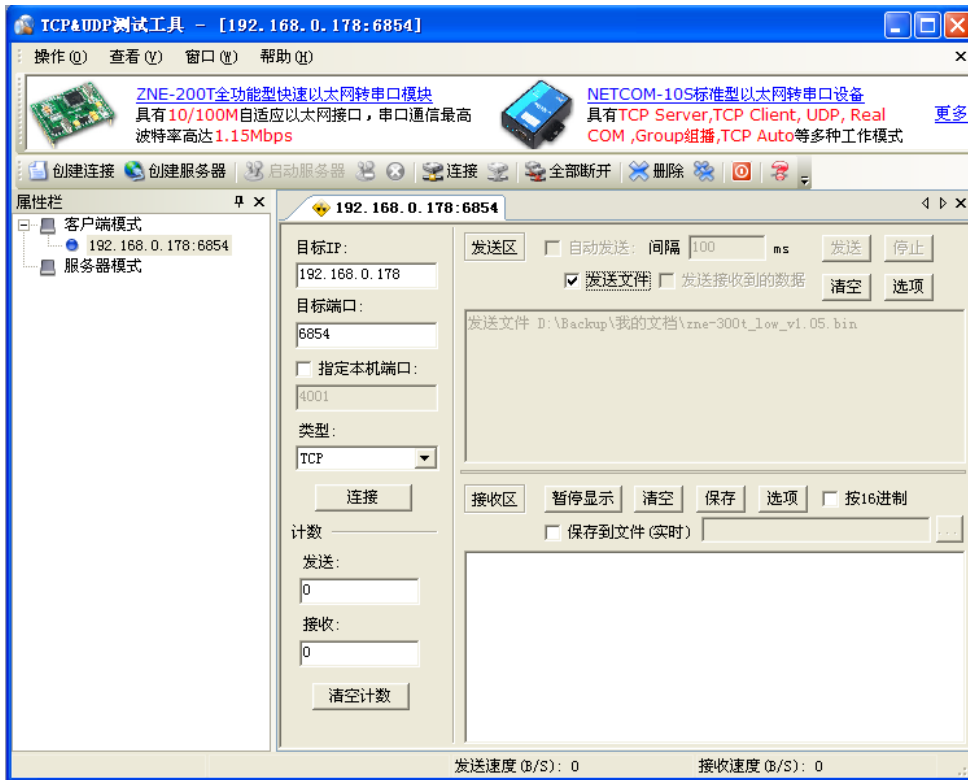 TCP&UDP测试工具 - [192.168.0.178:6854]
操作(O) 查看(V) 窗口(W) 帮助(H)
ZNE-200T全功能型快速以太网转串口模块
具有10/100M自适应以太网接口，串口通信最高
波特率高达1.15Mbps
NETCOM-10S标准型以太网转串口设备
具有TCP Server,TCP Client, UDP, Real
COM ,Group组播,TCP Auto等多种工作模式
更多
创建连接 创建服务器 启动服务器 连接 全部断开 删除
属性栏
客户端模式
192.168.0.178:6854
服务器模式
192.168.0.178:6854
目标IP:
192.168.0.178
目标端口:
6854
指定本机端口:
4001
类型:
TCP
连接
计数
发送:
0
接收:
0
清空计数
发送区 自动发送: 间隔 100 ms 发送 停止
发送文件 发送接收到的数据 清空 选项
发送文件 D:\Backup\我的文档\zne-300t_low_v1.05.bin
接收区 暂停显示 清空 保存 选项 按16进制
保存到文件(实时) ...
发送速度(B/S): 0 接收速度(B/S): 0